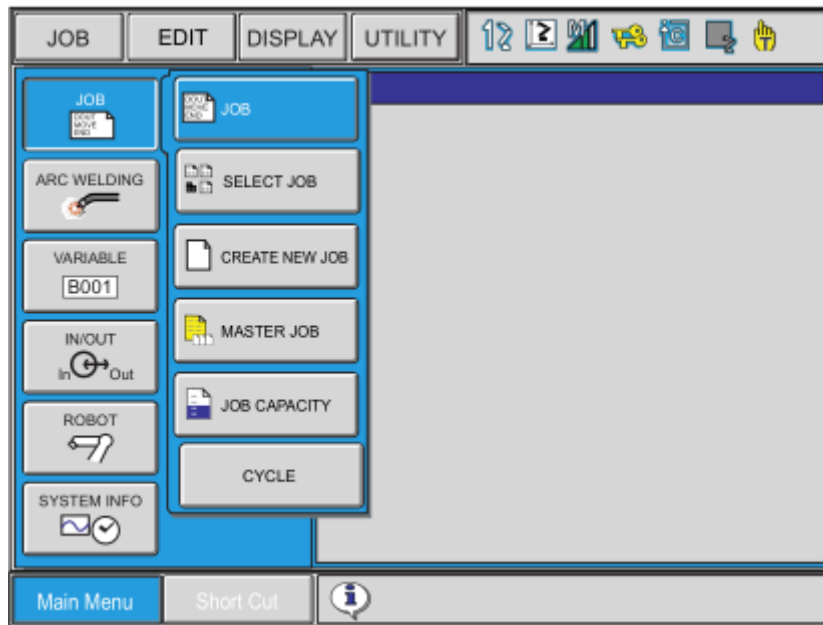 JOB EDIT DISPLAY UTILITY
JOB
ARC WELDING
VARIABLE
B001
IN/OUT
In Out
ROBOT
SYSTEM INFO
JOB
SELECT JOB
CREATE NEW JOB
MASTER JOB
JOB CAPACITY
CYCLE
Main Menu Short Cut